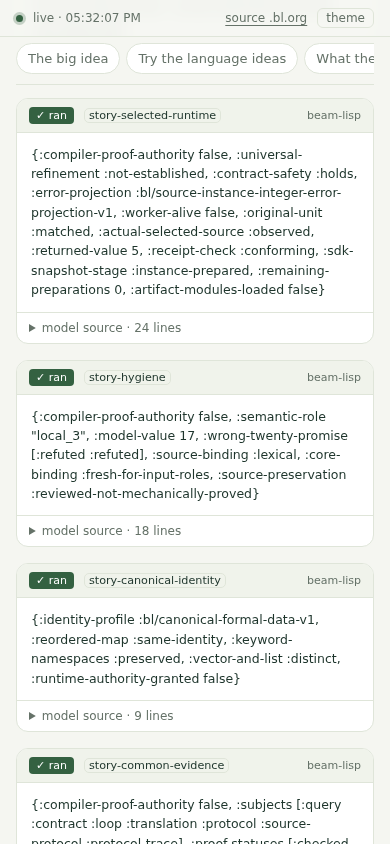 live · 05:32:07 PM source .bl.org theme
The big idea Try the language ideas What the
✓ ran story-selected-runtime beam-lisp
{:compiler-proof-authority false, :universal-
refinement :not-established, :contract-safety :holds,
:error-projection :bl/source-instance-integer-error-
projection-v1, :worker-alive false, :original-unit
:matched, :actual-selected-source :observed,
:returned-value 5, :receipt-check :conforming, :sdk-
snapshot-stage :instance-prepared, :remaining-
preparations 0, :artifact-modules-loaded false}
▶ model source · 24 lines
✓ ran story-hygiene beam-lisp
{:compiler-proof-authority false, :semantic-role
"local_3", :model-value 17, :wrong-twenty-promise
[:refuted :refuted], :source-binding :lexical, :core-
binding :fresh-for-input-roles, :source-preservation
:reviewed-not-mechanically-proved}
▶ model source · 18 lines
✓ ran story-canonical-identity beam-lisp
{:identity-profile :bl/canonical-formal-data-v1,
:reordered-map :same-identity, :keyword-
namespaces :preserved, :vector-and-list :distinct,
:runtime-authority-granted false}
▶ model source · 9 lines
✓ ran story-common-evidence beam-lisp
{:compiler-proof-authority false, :subjects [:query
:contract :loop :translation :protocol :source-
protocol :protocol-trace], :proof-statuses [:checked